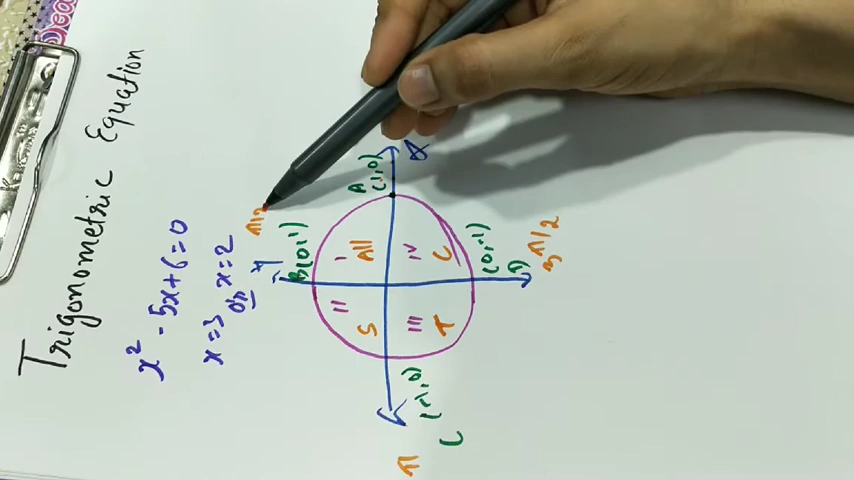 Trigonometric Equation
x² - 5x+6=0
x=3 or x=2
π/2
Y
B(0,1)
II
I
S
All
A
(1,0)
X
π
C
(-1,0)
III
IV
T
C
D
(0,-1)
3π/2